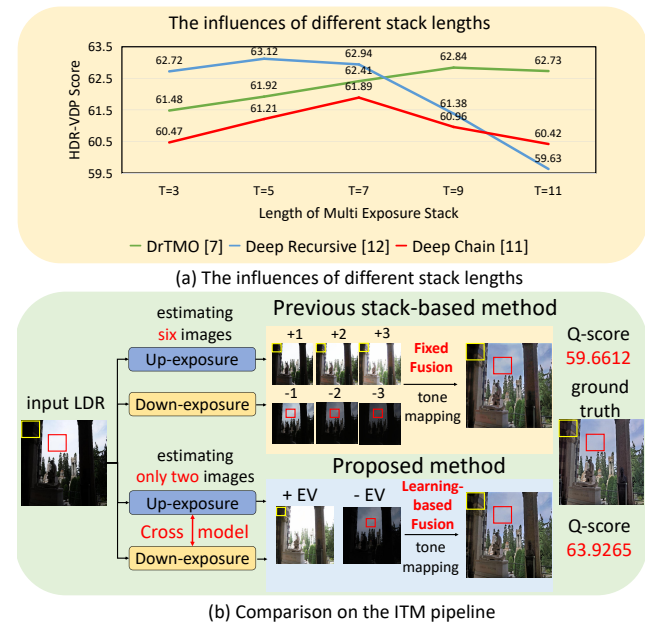 The influences of different stack lengths
HDR-VDP Score
63.5
62.5
61.5
60.5
59.5
62.72
63.12
62.94
62.84
62.73
61.48
61.92
62.41
61.38
60.47
61.21
61.89
60.96
60.42
59.63
T=3
T=5
T=7
T=9
T=11
Length of Multi Exposure Stack
DrTMO [7]
Deep Recursive [12]
Deep Chain [11]
(a) The influences of different stack lengths
Previous stack-based method
estimating
six images
Up-exposure
Down-exposure
+1
+2
+3
-1
-2
-3
Fixed
Fusion
tone
mapping
Q-score
59.6612
input LDR
ground
truth
Proposed method
estimating
only two images
Up-exposure
Cross model
Down-exposure
+ EV
- EV
Learning-
based Fusion
tone
mapping
Q-score
63.9265
(b) Comparison on the ITM pipeline